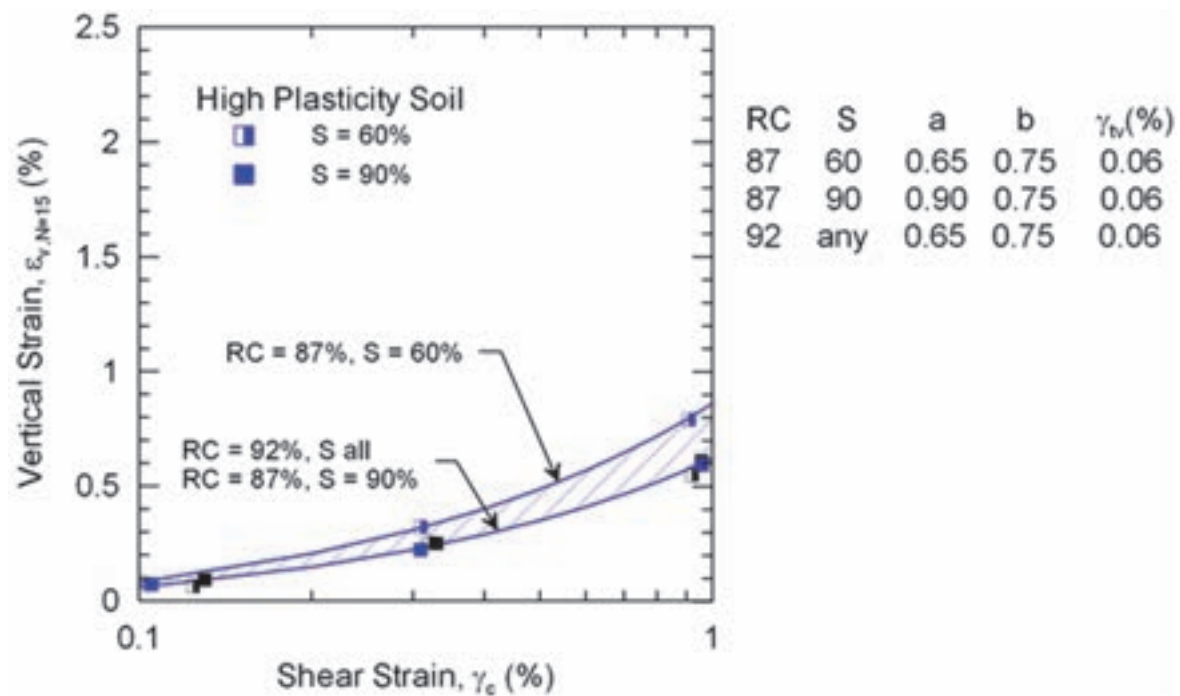 2.5
2
1.5
1
0.5
0
0.1
1
Vertical Strain, εv,N=15 (%)
Shear Strain, γc (%)
High Plasticity Soil
S = 60%
S = 90%
RC = 87%, S = 60%
RC = 92%, S all
RC = 87%, S = 90%
RC S a b γtv(%)
87 60 0.65 0.75 0.06
87 90 0.90 0.75 0.06
92 any 0.65 0.75 0.06